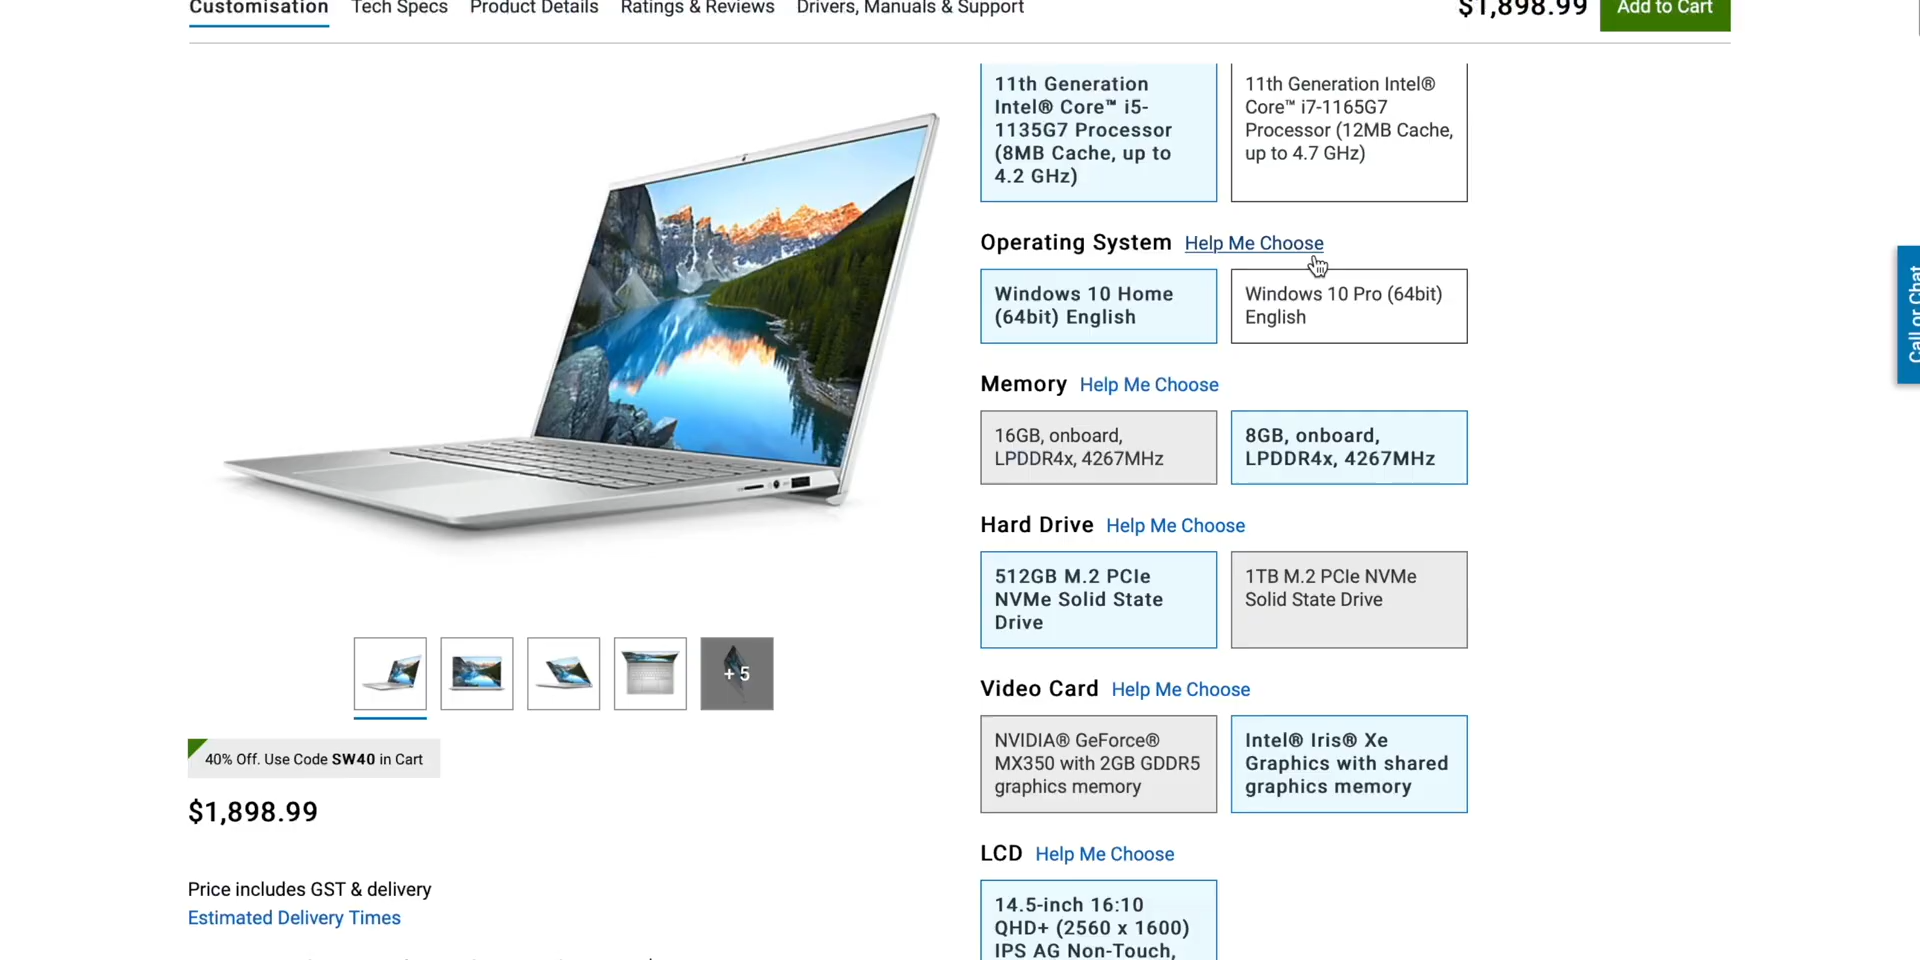 Customisation
Tech Specs
Product Details
Ratings & Reviews
Drivers, Manuals & Support
$1,898.99
Add to Cart
11th Generation
Intel® Core™ i5-
1135G7 Processor
(8MB Cache, up to
4.2 GHz)
11th Generation Intel®
Core™ i7-1165G7
Processor (12MB Cache,
up to 4.7 GHz)
Operating System Help Me Choose
Windows 10 Home
(64bit) English
Windows 10 Pro (64bit)
English
Memory Help Me Choose
16GB, onboard,
LPDDR4x, 4267MHz
8GB, onboard,
LPDDR4x, 4267MHz
Hard Drive Help Me Choose
512GB M.2 PCIe
NVMe Solid State
Drive
1TB M.2 PCIe NVMe
Solid State Drive
Video Card Help Me Choose
NVIDIA® GeForce®
MX350 with 2GB GDDR5
graphics memory
Intel® Iris® Xe
Graphics with shared
graphics memory
LCD Help Me Choose
14.5-inch 16:10
QHD+ (2560 x 1600)
IPS AG Non-Touch,
+ 5
40% Off. Use Code SW40 in Cart
$1,898.99
Price includes GST & delivery
Estimated Delivery Times
Call or Chat